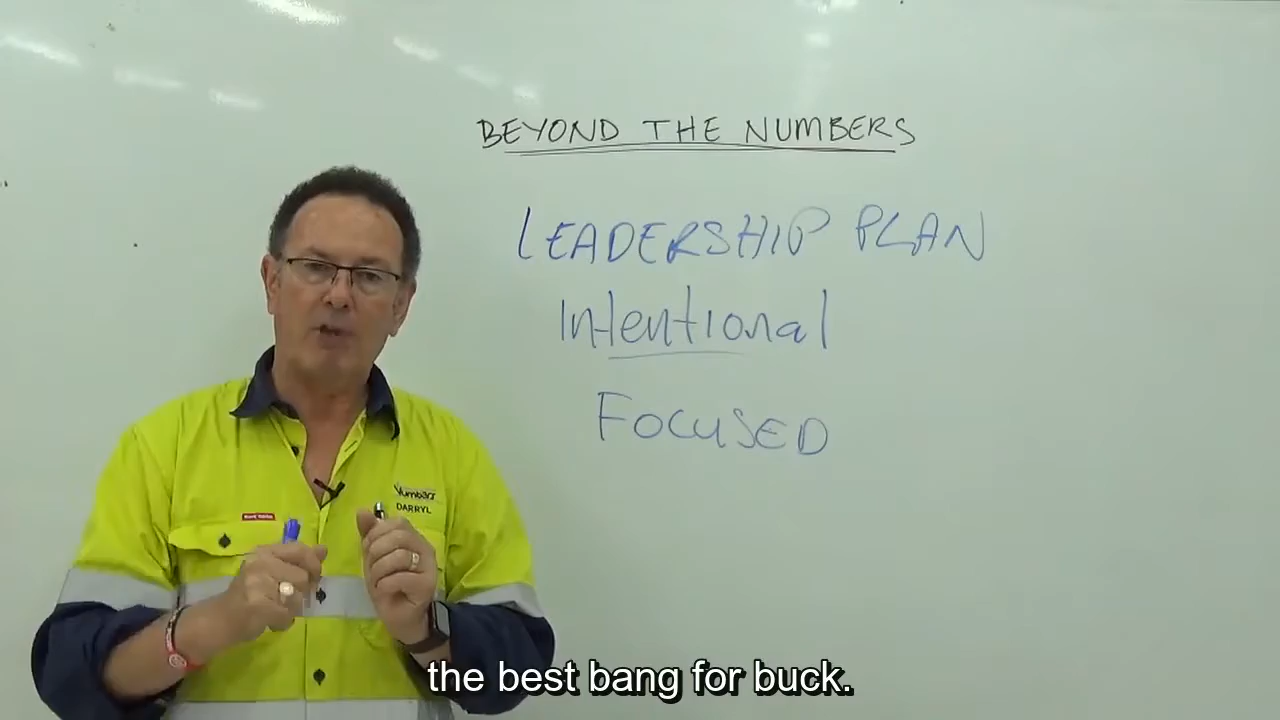 BEYOND THE NUMBERS
LEADERSHIP PLAN
Intentional
FOCUSED
DARRYL
the best bang for buck.